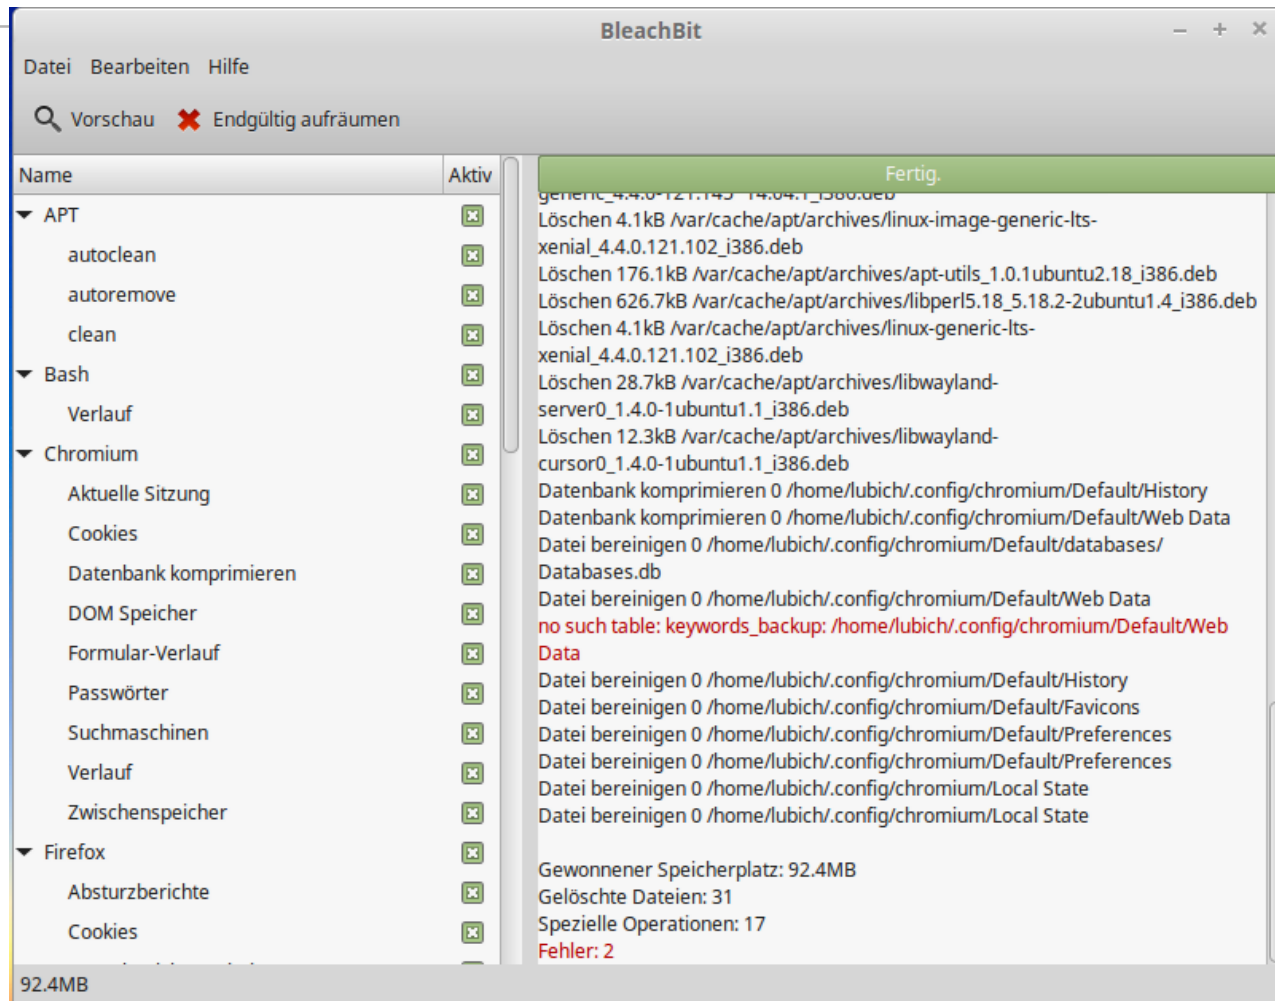 BleachBit
Datei Bearbeiten Hilfe
Vorschau Endgültig aufräumen
Name Aktiv
APT
autoclean
autoremove
clean
Bash
Verlauf
Chromium
Aktuelle Sitzung
Cookies
Datenbank komprimieren
DOM Speicher
Formular-Verlauf
Passwörter
Suchmaschinen
Verlauf
Zwischenspeicher
Firefox
Absturzberichte
Cookies
Fertig.
Löschen 4.1kB /var/cache/apt/archives/linux-image-generic-lts-
xenial_4.4.0.121.102_i386.deb
Löschen 176.1kB /var/cache/apt/archives/apt-utils_1.0.1ubuntu2.18_i386.deb
Löschen 626.7kB /var/cache/apt/archives/libperl5.18_5.18.2-2ubuntu1.4_i386.deb
Löschen 4.1kB /var/cache/apt/archives/linux-generic-lts-
xenial_4.4.0.121.102_i386.deb
Löschen 28.7kB /var/cache/apt/archives/libwayland-
server0_1.4.0-1ubuntu1.1_i386.deb
Löschen 12.3kB /var/cache/apt/archives/libwayland-
cursor0_1.4.0-1ubuntu1.1_i386.deb
Datenbank komprimieren 0 /home/lubich/.config/chromium/Default/History
Datenbank komprimieren 0 /home/lubich/.config/chromium/Default/Web Data
Datei bereinigen 0 /home/lubich/.config/chromium/Default/databases/
Databases.db
Datei bereinigen 0 /home/lubich/.config/chromium/Default/Web Data
no such table: keywords_backup: /home/lubich/.config/chromium/Default/Web
Data
Datei bereinigen 0 /home/lubich/.config/chromium/Default/History
Datei bereinigen 0 /home/lubich/.config/chromium/Default/Favicons
Datei bereinigen 0 /home/lubich/.config/chromium/Default/Preferences
Datei bereinigen 0 /home/lubich/.config/chromium/Default/Preferences
Datei bereinigen 0 /home/lubich/.config/chromium/Local State
Datei bereinigen 0 /home/lubich/.config/chromium/Local State
Gewonnener Speicherplatz: 92.4MB
Gelöschte Dateien: 31
Spezielle Operationen: 17
Fehler: 2
92.4MB